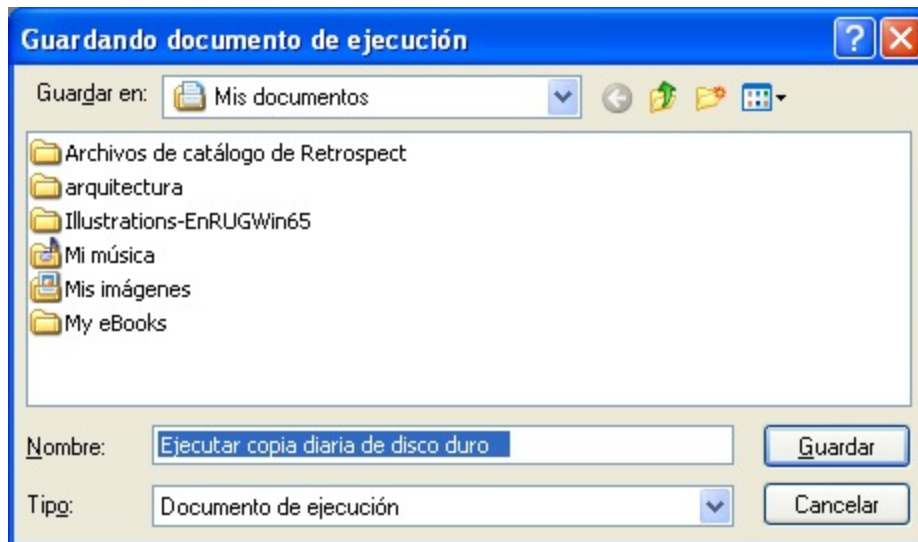 Guardando documento de ejecución
Guardar en: Mis documentos
Archivos de catálogo de Retrospect
arquitectura
Illustrations-EnRUGWin65
Mi música
Mis imágenes
My eBooks
Nombre: Ejecutar copia diaria de disco duro Guardar
Tipo: Documento de ejecución Cancelar